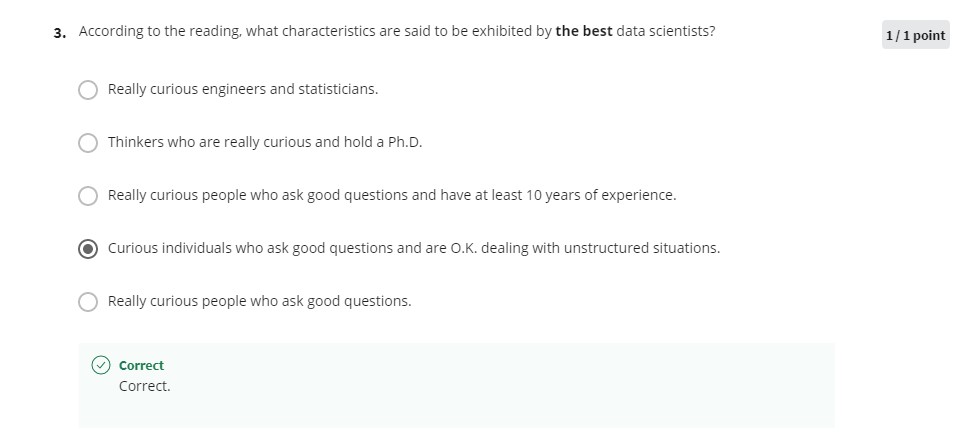 3. According to the reading, what characteristics are said to be exhibited by the best data scientists?
1 / 1 point
Really curious engineers and statisticians.
Thinkers who are really curious and hold a Ph.D.
Really curious people who ask good questions and have at least 10 years of experience.
Curious individuals who ask good questions and are O.K. dealing with unstructured situations.
Really curious people who ask good questions.
Correct
Correct.